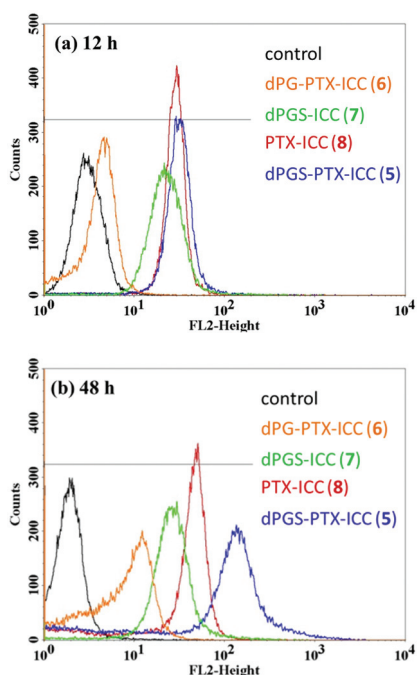 (a) 12 h
control
dPG-PTX-ICC (6)
dPGS-ICC (7)
PTX-ICC (8)
dPGS-PTX-ICC (5)
Counts
500
400
300
200
100
0
10^0
10^1
10^2
10^3
10^4
FL2-Height
(b) 48 h
control
dPG-PTX-ICC (6)
dPGS-ICC (7)
PTX-ICC (8)
dPGS-PTX-ICC (5)
Counts
500
400
300
200
100
0
10^0
10^1
10^2
10^3
10^4
FL2-Height